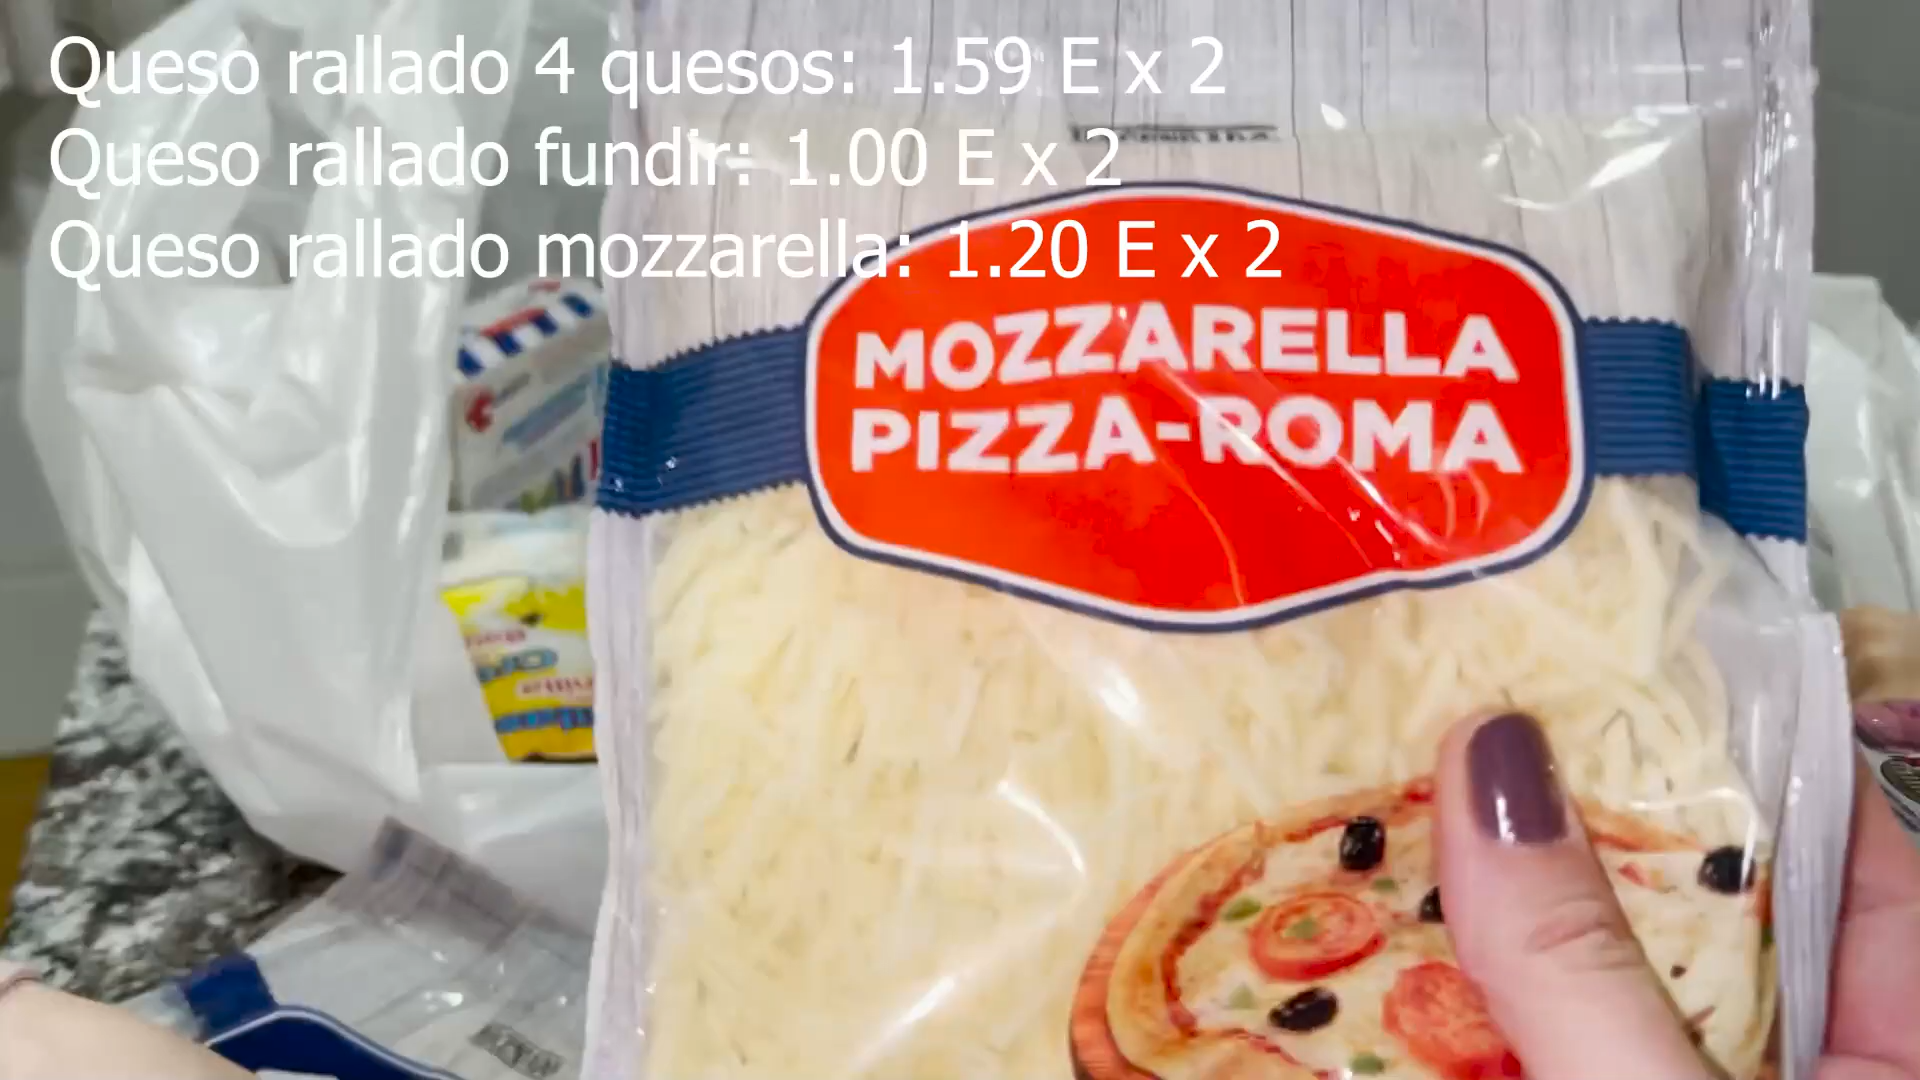 Queso rallado 4 quesos: 1.59 E x 2
Queso rallado fundir: 1.00 E x 2
Queso rallado mozzarella: 1.20 E x 2
MOZZARELLA
PIZZA-ROMA